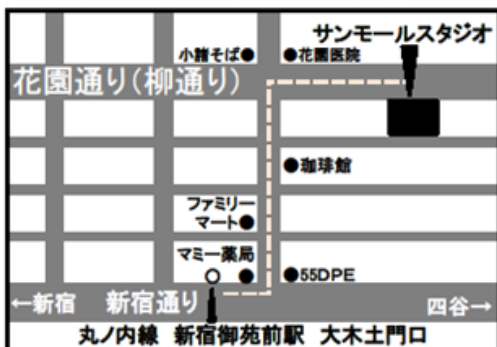 サンモールスタジオ
小諸そば●
●花園医院
花園通り(柳通り)
●珈琲館
ファミリー
マート●
マミー薬局
●55DPE
←新宿
新宿通り
四谷→
丸ノ内線 新宿御苑前駅 大木土門口